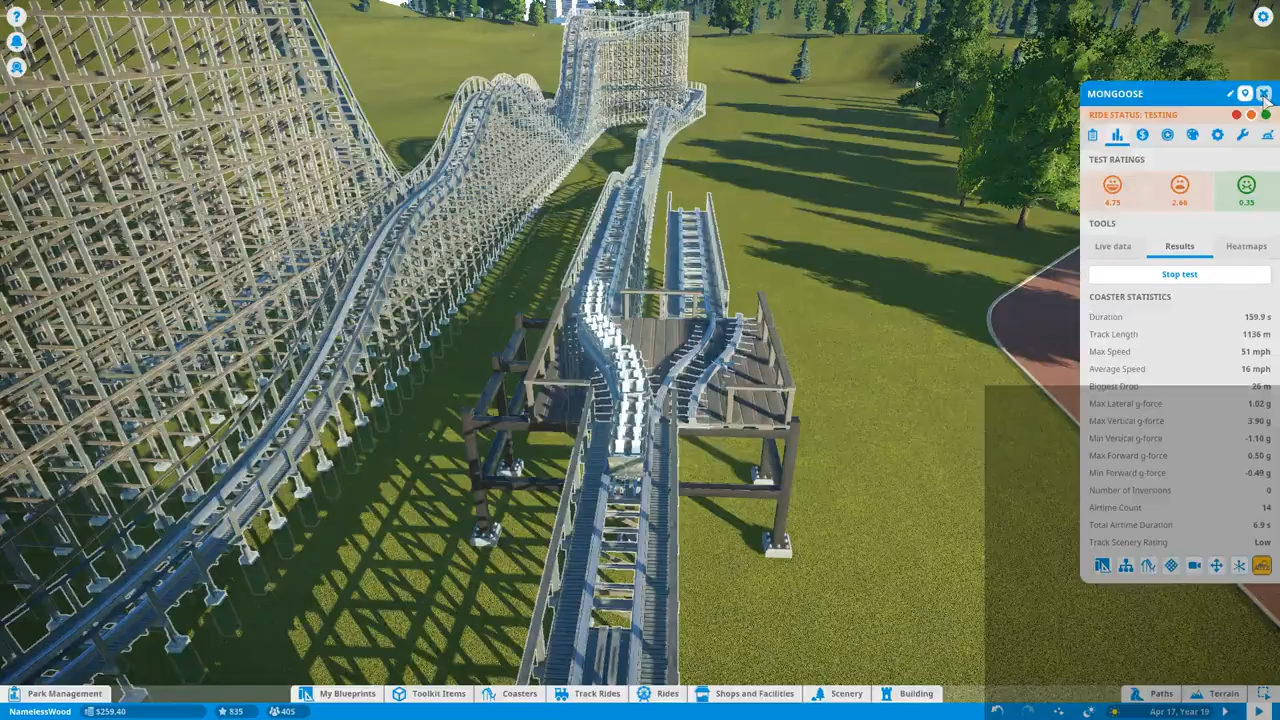 MONGOOSE
RIDE STATUS: TESTING
TEST RATINGS
4.75 2.66 0.35
TOOLS
Live data Results Heatmaps
Stop test
COASTER STATISTICS
Duration 159.9 s
Track Length 1136 m
Max Speed 51 mph
Average Speed 16 mph
Biggest Drop 26 m
Max Lateral g-force 1.02 g
Max Vertical g-force 3.90 g
Min Vertical g-force -1.10 g
Max Forward g-force 0.50 g
Min Forward g-force -0.49 g
Number of Inversions 0
Airtime Count 14
Total Airtime Duration 6.9 s
Track Scenery Rating Low
Park Management My Blueprints Toolkit Items Coasters Track Rides Rides Shops and Facilities Scenery Building Paths Terrain
NamelessWood $259.40 835 405 Apr 17, Year 19